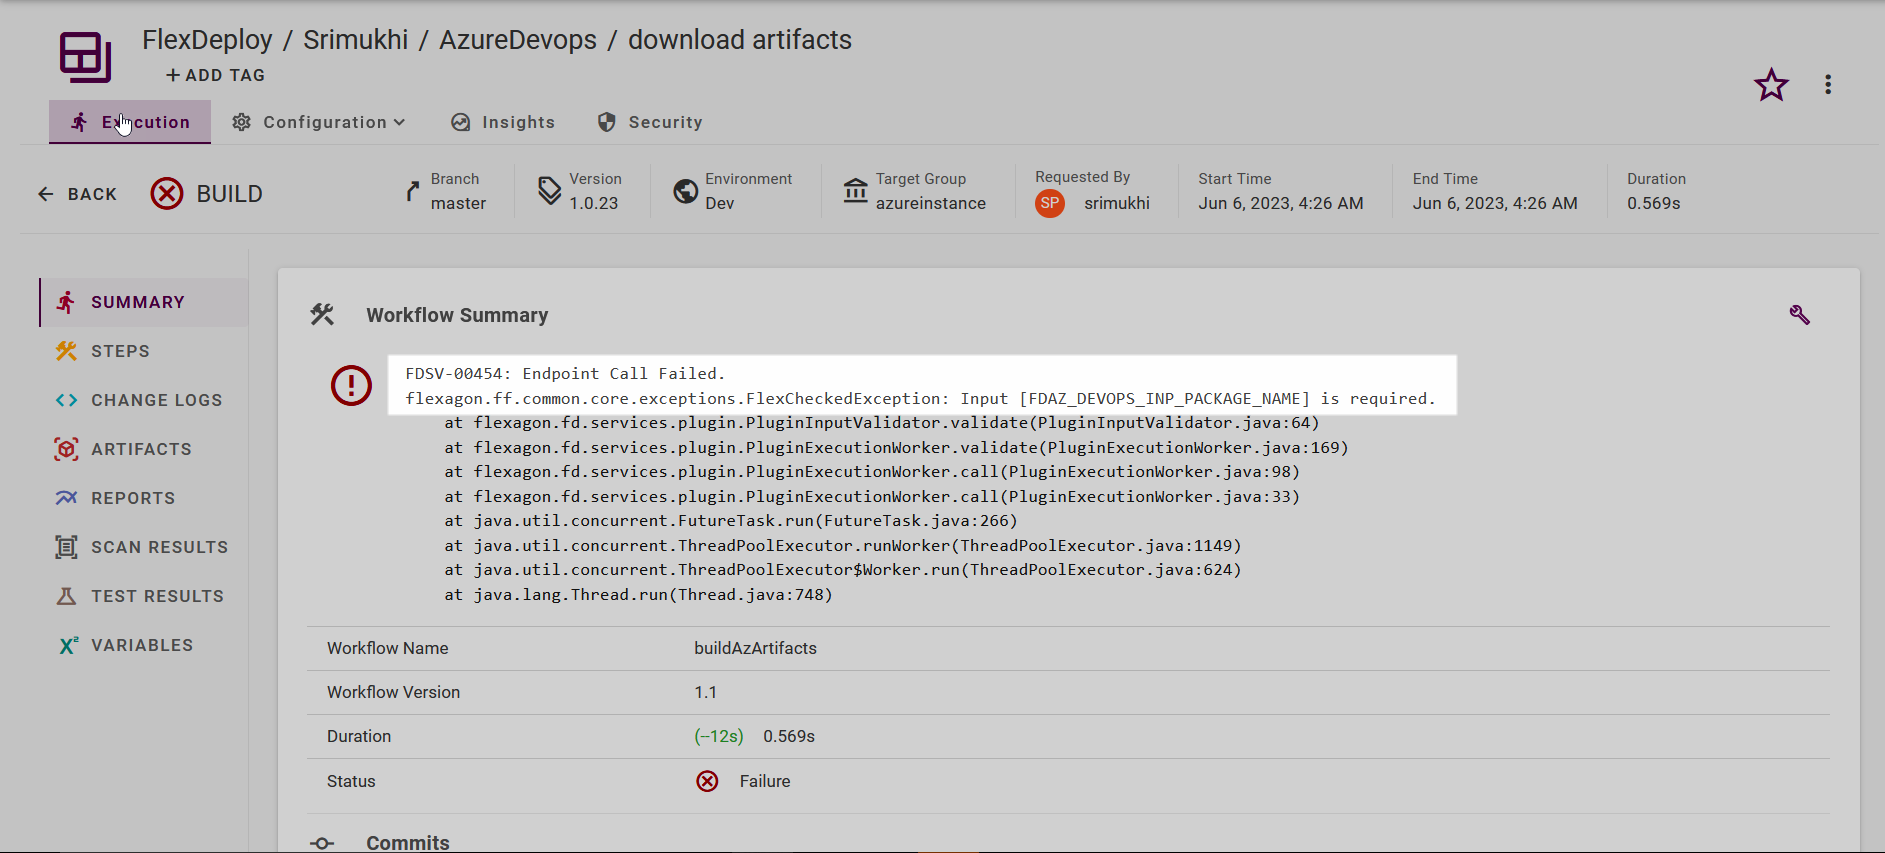 FlexDeploy / Srimukhi / AzureDevops / download artifacts
+ ADD TAG
Execution Configuration Insights Security
BACK BUILD
Branch
master
Version
1.0.23
Environment
Dev
Target Group
azureinstance
Requested By
SP srimukhi
Start Time
Jun 6, 2023, 4:26 AM
End Time
Jun 6, 2023, 4:26 AM
Duration
0.569s
SUMMARY
STEPS
CHANGE LOGS
ARTIFACTS
REPORTS
SCAN RESULTS
TEST RESULTS
X² VARIABLES
Workflow Summary
FDSV-00454: Endpoint Call Failed.
flexagon.ff.common.core.exceptions.FlexCheckedException: Input [FDAZ_DEVOPS_INP_PACKAGE_NAME] is required.
at flexagon.fd.services.plugin.PluginInputValidator.validate(PluginInputValidator.java:64)
at flexagon.fd.services.plugin.PluginExecutionWorker.validate(PluginExecutionWorker.java:169)
at flexagon.fd.services.plugin.PluginExecutionWorker.call(PluginExecutionWorker.java:98)
at flexagon.fd.services.plugin.PluginExecutionWorker.call(PluginExecutionWorker.java:33)
at java.util.concurrent.FutureTask.run(FutureTask.java:266)
at java.util.concurrent.ThreadPoolExecutor.runWorker(ThreadPoolExecutor.java:1149)
at java.util.concurrent.ThreadPoolExecutor$Worker.run(ThreadPoolExecutor.java:624)
at java.lang.Thread.run(Thread.java:748)
Workflow Name buildAzArtifacts
Workflow Version 1.1
Duration (--12s) 0.569s
Status Failure
Commits